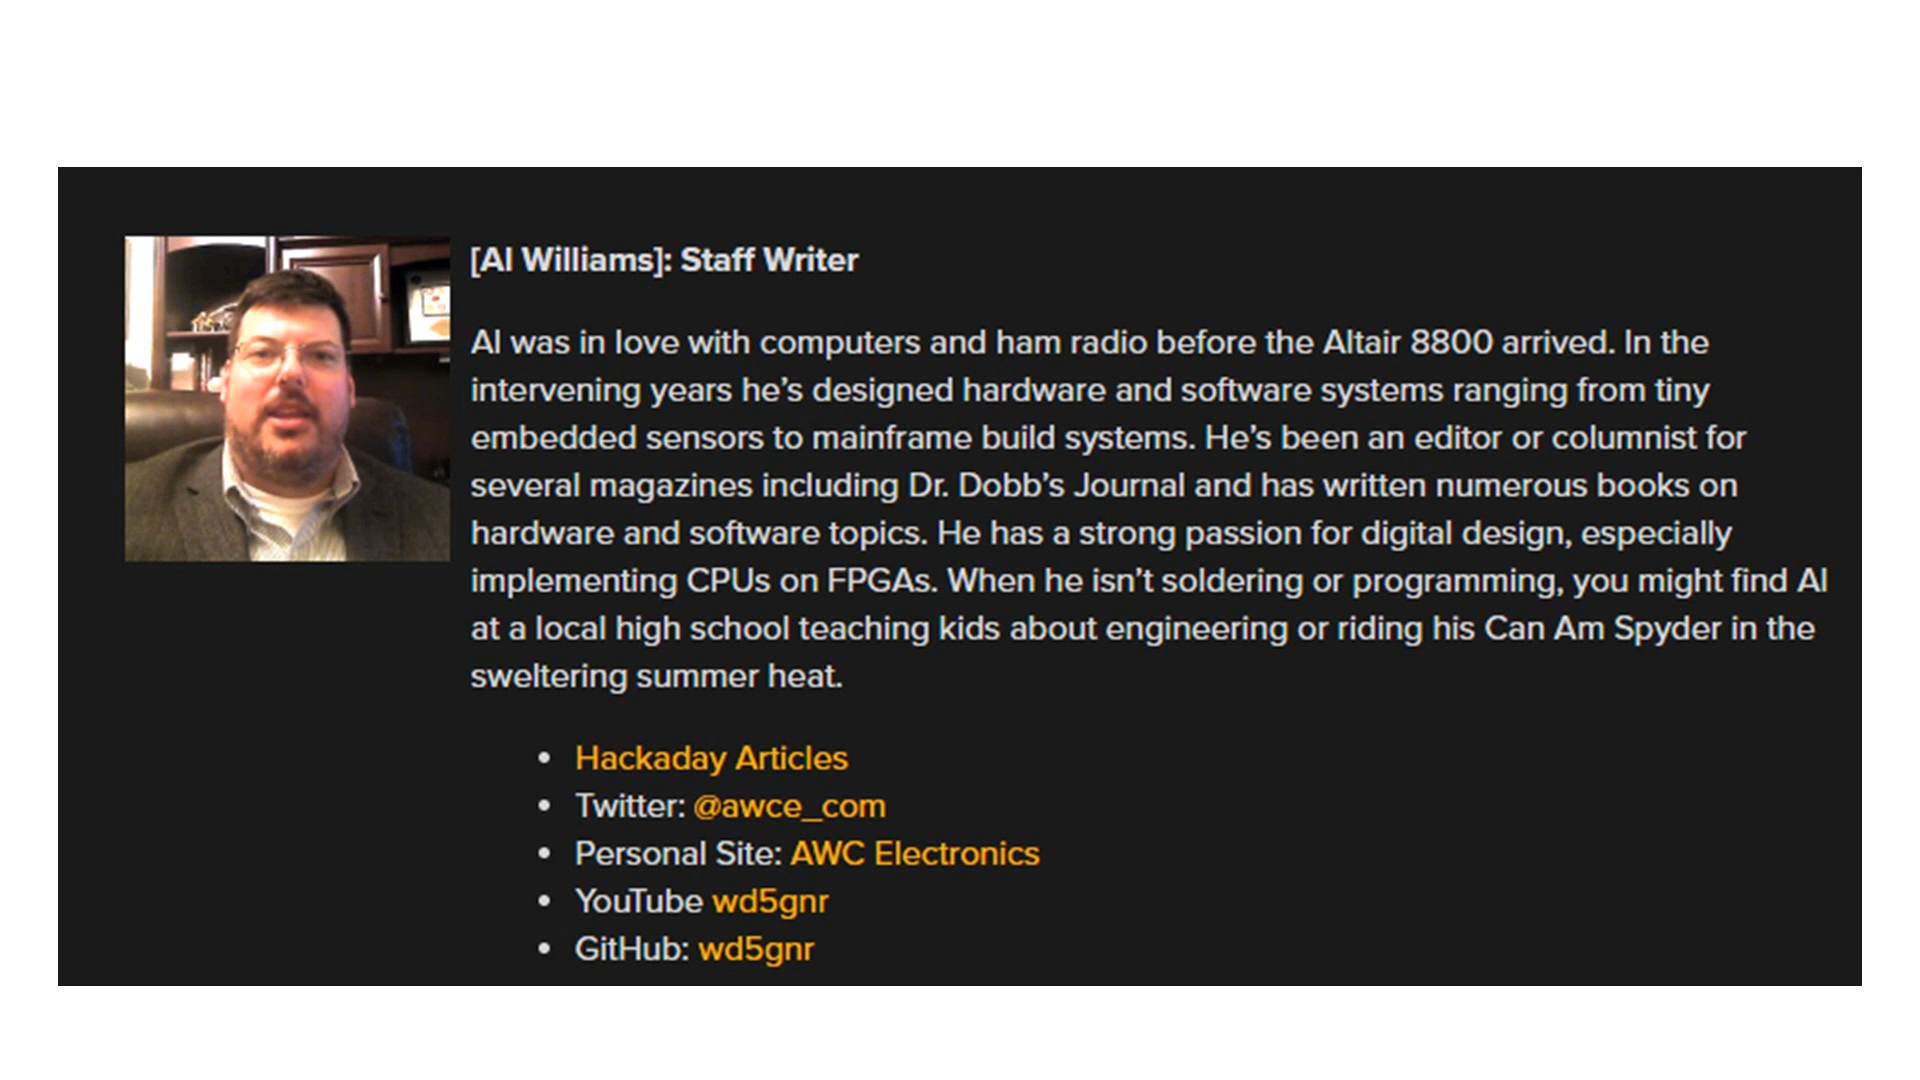 [Al Williams]: Staff Writer
Al was in love with computers and ham radio before the Altair 8800 arrived. In the
intervening years he’s designed hardware and software systems ranging from tiny
embedded sensors to mainframe build systems. He’s been an editor or columnist for
several magazines including Dr. Dobb’s Journal and has written numerous books on
hardware and software topics. He has a strong passion for digital design, especially
implementing CPUs on FPGAs. When he isn’t soldering or programming, you might find Al
at a local high school teaching kids about engineering or riding his Can Am Spyder in the
sweltering summer heat.
• Hackaday Articles
• Twitter: @awce_com
• Personal Site: AWC Electronics
• YouTube wd5gnr
• GitHub: wd5gnr